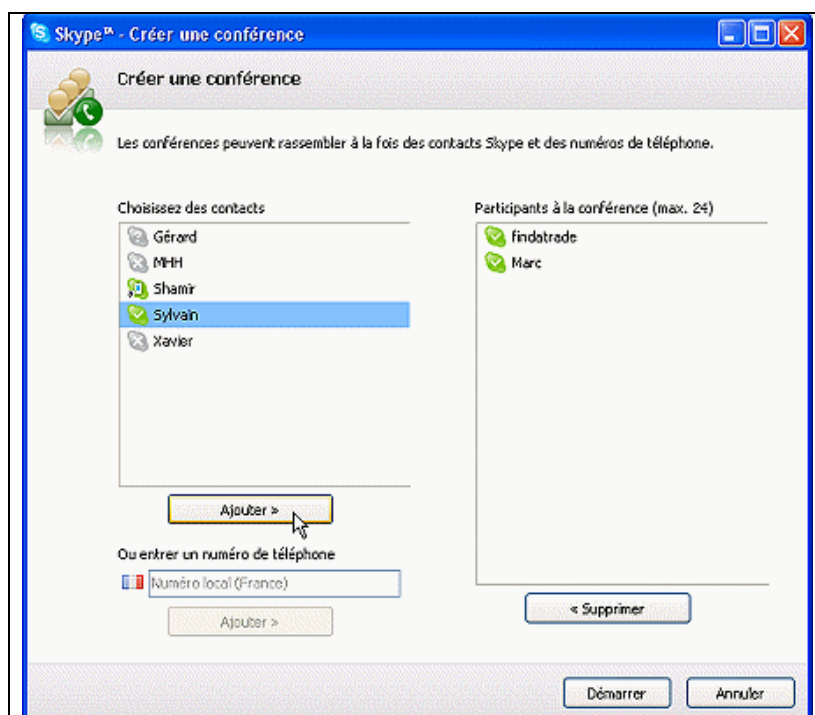 Skype™ - Créer une conférence
Créer une conférence
Les conférences peuvent rassembler à la fois des contacts Skype et des numéros de téléphone.
Choisissez des contacts
Gérard
MHH
Shamir
Sylvain
Xavier
Ajouter »
Ou entrer un numéro de téléphone
Numéro local (France)
Ajouter »
Participants à la conférence (max. 24)
findatrade
Marc
« Supprimer
Démarrer
Annuler